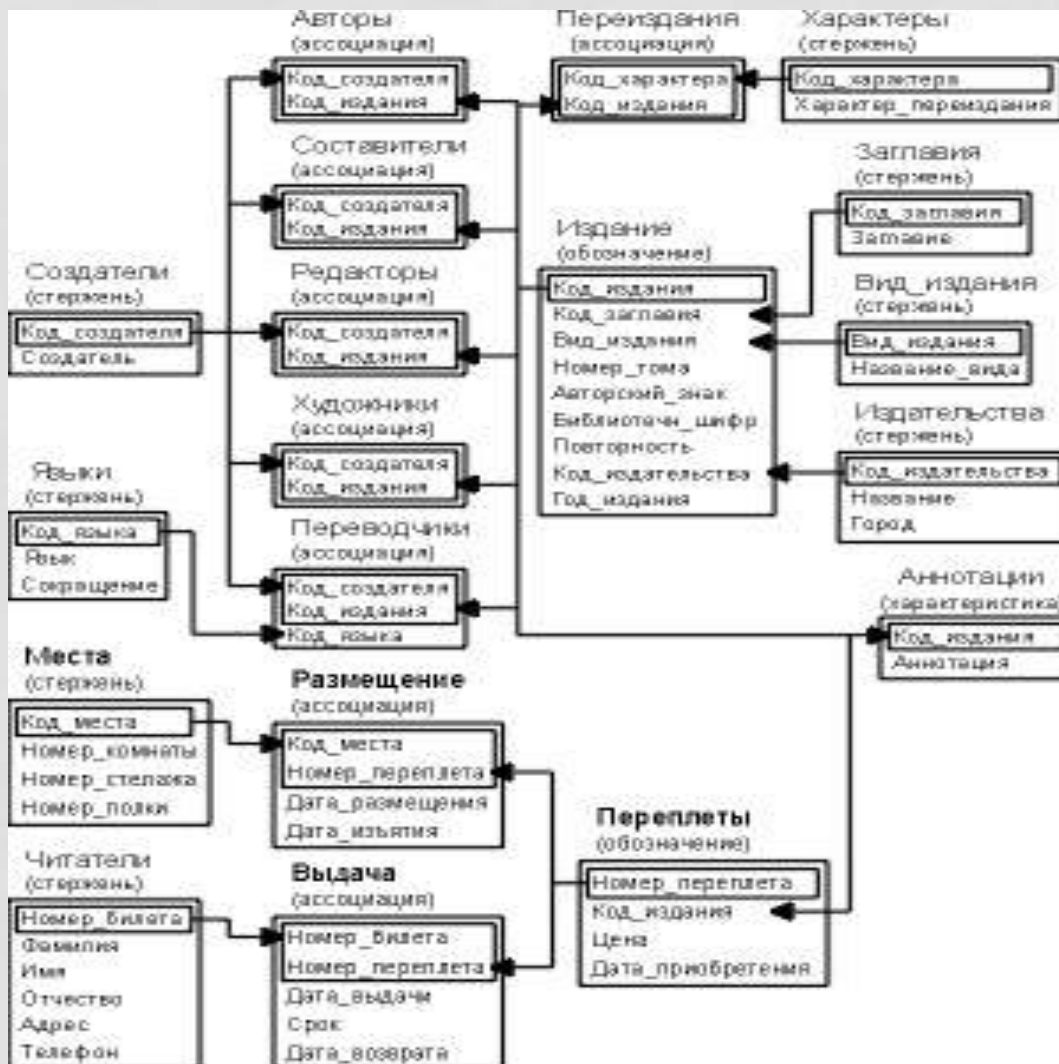 Авторы
(ассоциация)
Код_создателя
Код_издания
Переиздания
(ассоциация)
Код_характера
Код_издания
Характеры
(стержень)
Код_характера
Характер_переиздания
Составители
(ассоциация)
Код_создателя
Код_издания
Заглавия
(стержень)
Код_заглавия
Заглавие
Создатели
(стержень)
Код_создателя
Создатель
Редакторы
(ассоциация)
Код_создателя
Код_издания
Издание
(обозначение)
Код_издания
Код_заглавия
Вид_издания
Номер_тома
Авторский_знак
Библиотечн_шифр
Повторность
Код_издательства
Год_издания
Вид_издания
(стержень)
Вид_издания
Название_вида
Художники
(ассоциация)
Код_создателя
Код_издания
Издательства
(стержень)
Код_издательства
Название
Город
Языки
(стержень)
Код_языка
Язык
Сокращение
Переводчики
(ассоциация)
Код_создателя
Код_издания
Код_языка
Аннотации
(характеристика)
Код_издания
Аннотация
Места
(стержень)
Код_места
Номер_комнаты
Номер_стелажа
Номер_полки
Размещение
(ассоциация)
Код_места
Номер_переплета
Дата_размещения
Дата_изъятия
Переплеты
(обозначение)
Номер_переплета
Код_издания
Цена
Дата_приобретения
Читатели
(стержень)
Номер_билета
Фамилия
Имя
Отчество
Адрес
Телефон
Выдача
(ассоциация)
Номер_билета
Номер_переплета
Дата_выдачи
Срок
Дата_возврата